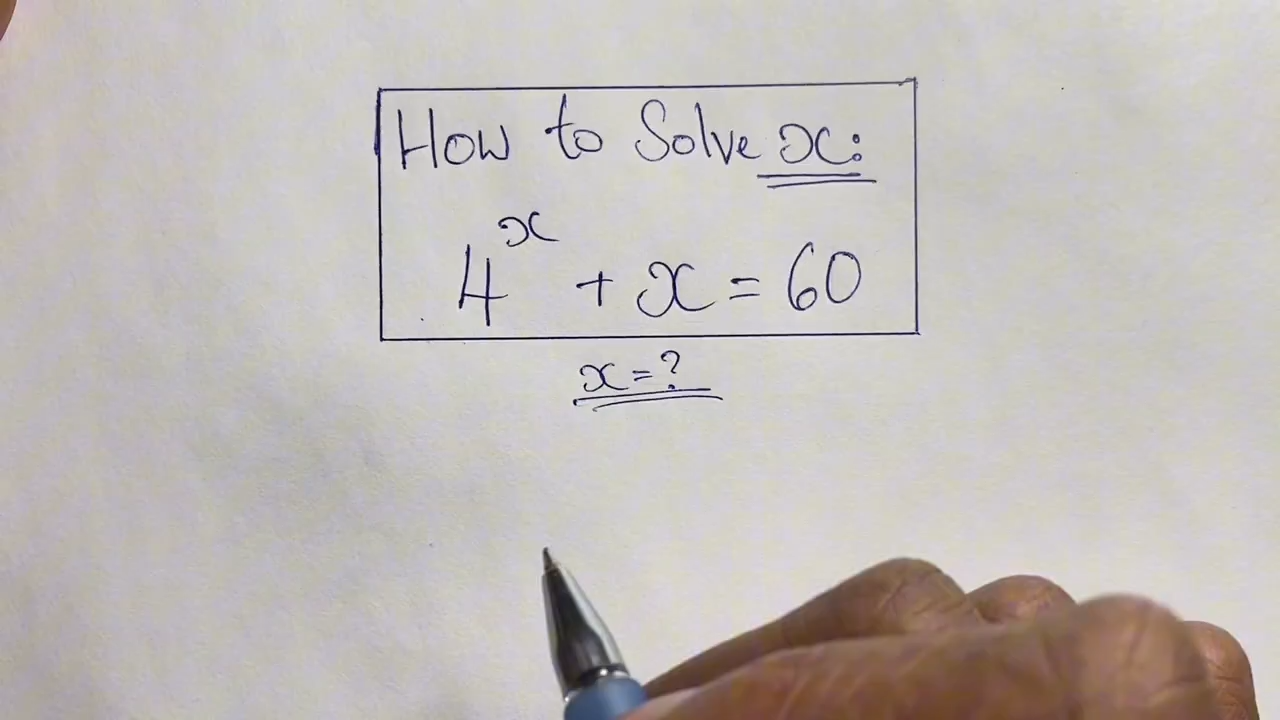 How to Solve x:
4^x + x = 60
x = ?